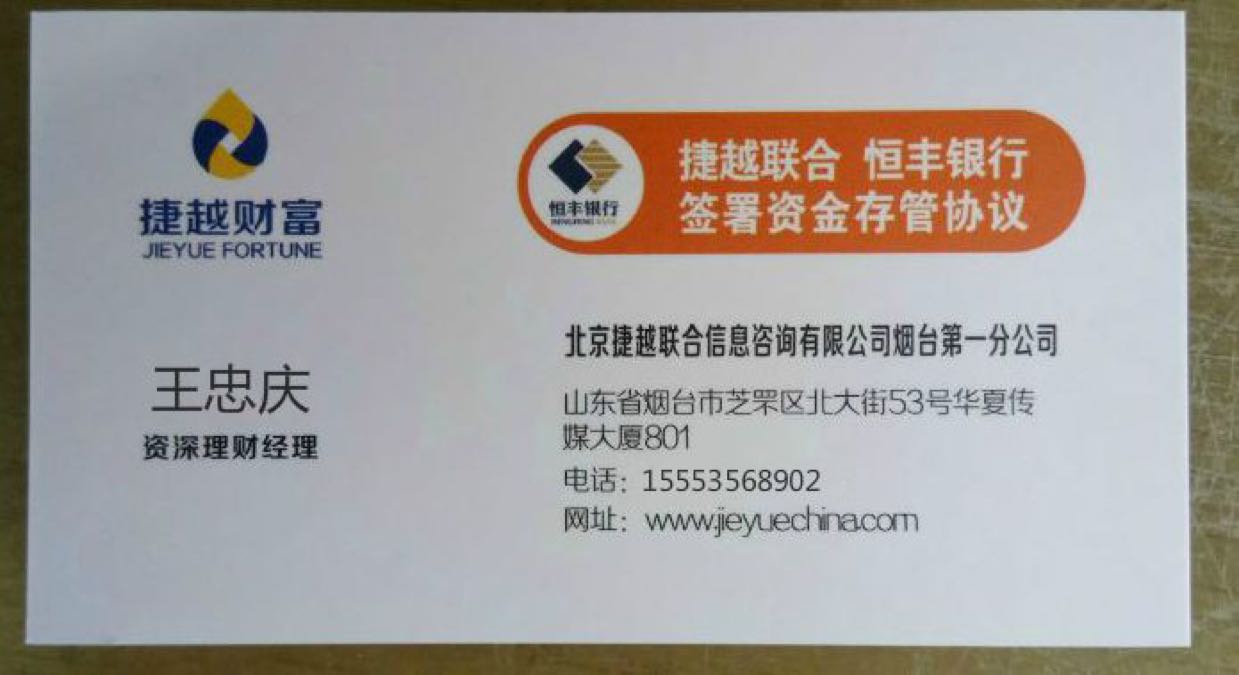 捷越财富
JIEYUE FORTUNE
王忠庆
资深理财经理
恒丰银行
捷越联合 恒丰银行
签署资金存管协议
北京捷越联合信息咨询有限公司烟台第一分公司
山东省烟台市芝罘区北大街53号华夏传
媒大厦801
电话：15553568902
网址：www.jieyuechina.com